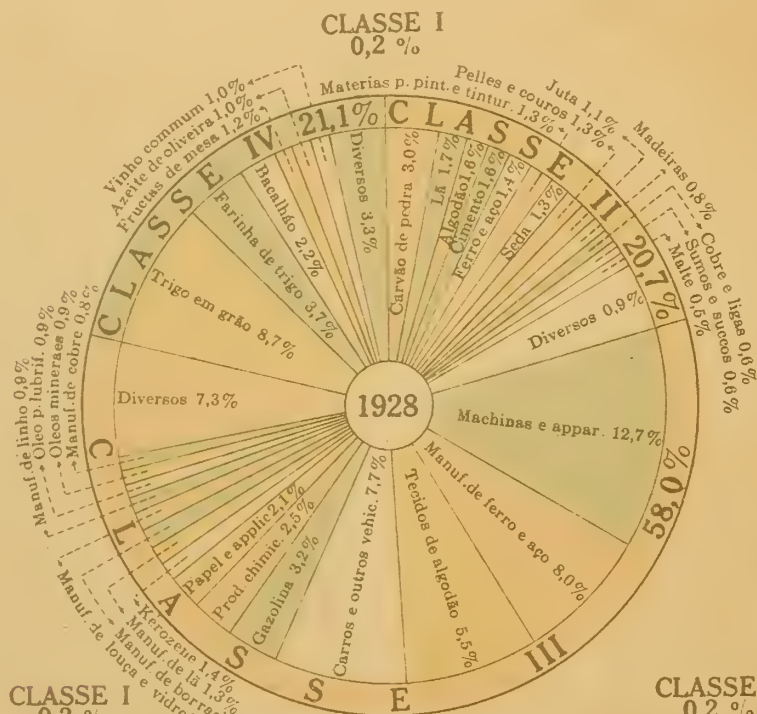 CLASSE I
0,2 %
CLASSE II 20,7%
Carvão de pedra 3,0%
Lã 1,7%
Algodão 1,6%
Cimento 1,6%
Ferro e aço 1,4%
Materias p. pint. e tintur. 1,3%
Pelles e couros 1,3%
Seda 1,3%
Juta 1,1%
Madeiras 0,8%
Cobre e ligas 0,6%
Sumos e succos 0,6%
Malte 0,5%
Diversos 0,9%
58,0%
Machinas e appar. 12,7%
Manuf. de ferro e aço 8,0%
Tecidos de algodão 5,5%
Carros e outros vehic. 7,7%
Gazolina 3,2%
Prod. chimic. 2,5%
Papel e applic. 2,1%
Kerozene 1,4%
Manuf. de lã 1,3%
Manuf. de borra
Manuf. de louça e vidro
Manuf. de linho 0,9%
Oleo p. lubrif. 0,9%
Oleos mineraes 0,9%
Manuf. de cobre 0,8%
Diversos 7,3%
CLASSE III
CLASSE IV 21,1%
Trigo em grão 8,7%
Farinha de trigo 3,7%
Bacalhão 2,2%
Fructas de mesa 1,2%
Azeite de oliveira 1,0%
Vinho commum 1,0%
Diversos 3,3%
1928
CLASSE I
0,2 %
CLASSE
0,2 %